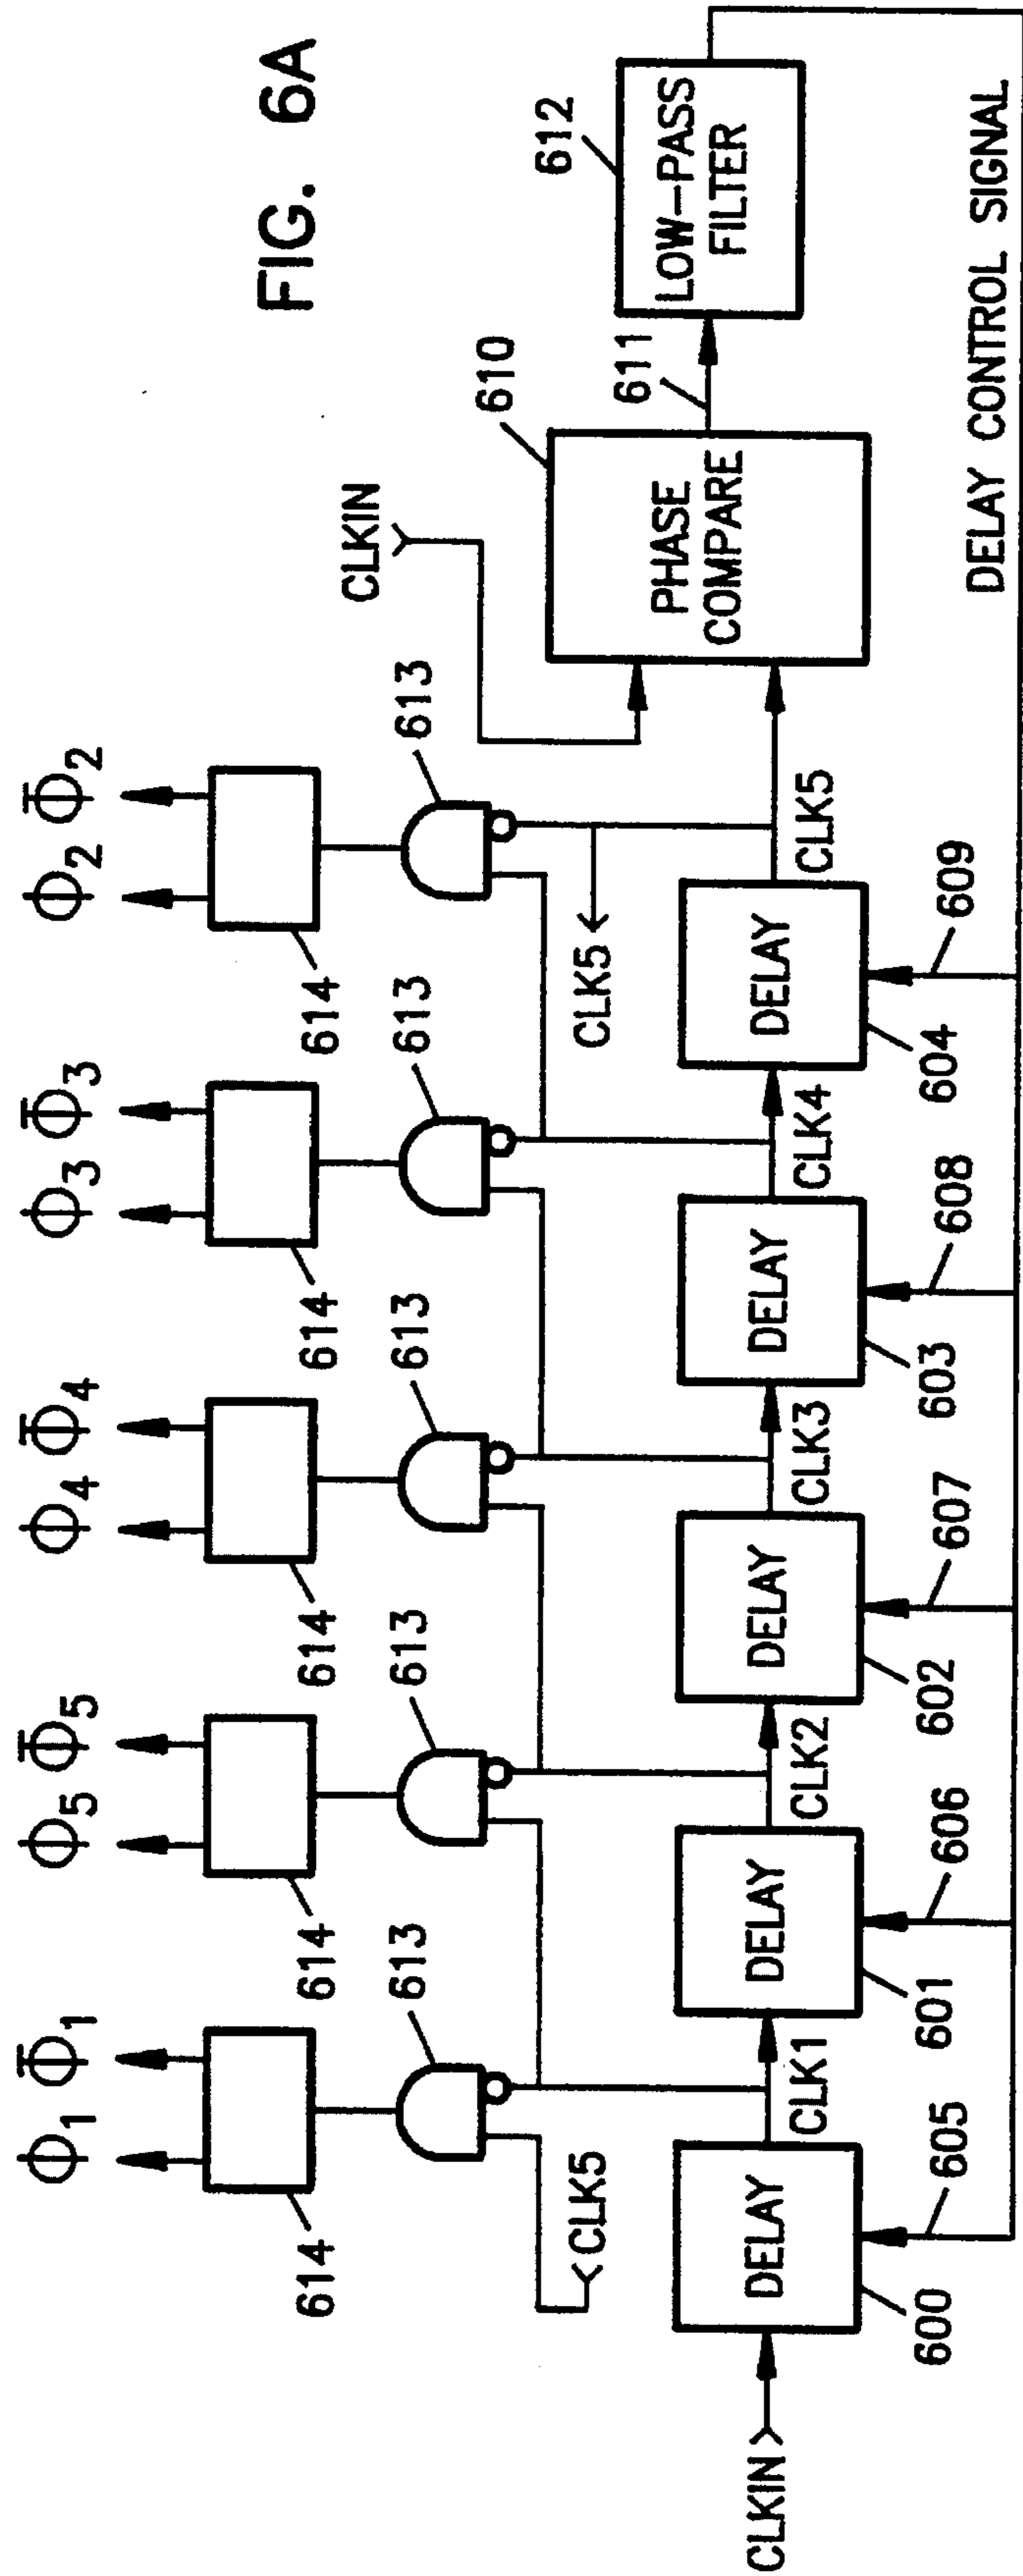 FIG. 6A
ϕ1 ϕ̅1 ϕ5 ϕ̅5 ϕ4 ϕ̅4 ϕ3 ϕ̅3 ϕ2 ϕ̅2
614 614 614 614 614
613 613 613 613 613
CLKIN
610
612
CLK5
CLK5
PHASE
COMPARE
611
LOW-PASS
FILTER
CLKIN
DELAY
CLK1
DELAY
CLK2
DELAY
CLK3
DELAY
CLK4
DELAY
CLK5
600 605 601 606 602 607 603 608 604 609
DELAY CONTROL SIGNAL